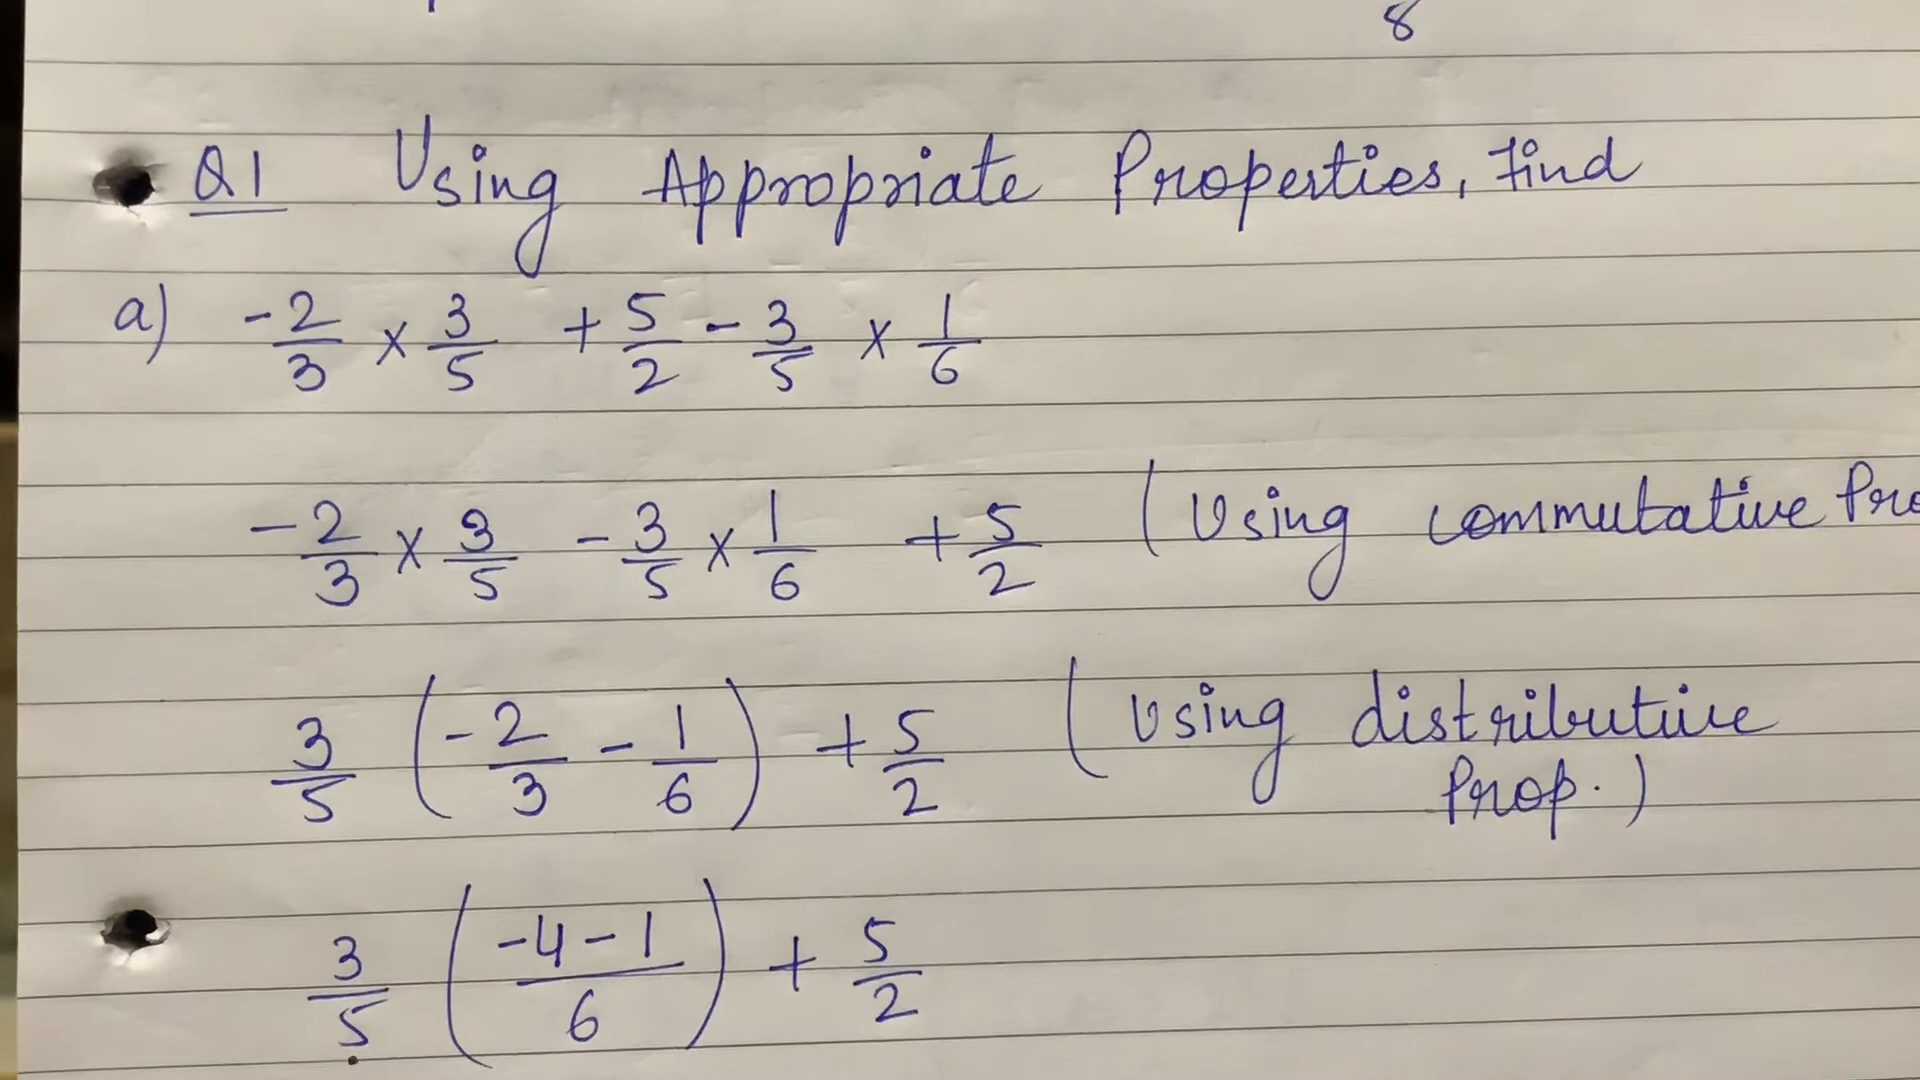 8
Q1 Using Appropriate Properties, find
a) -2/3 × 3/5 + 5/2 - 3/5 × 1/6
-2/3 × 3/5 - 3/5 × 1/6 + 5/2 (Using commutative Pro
3/5 (-2/3 - 1/6) + 5/2 (Using distributive
Prop.)
3/5 (-4-1/6) + 5/2